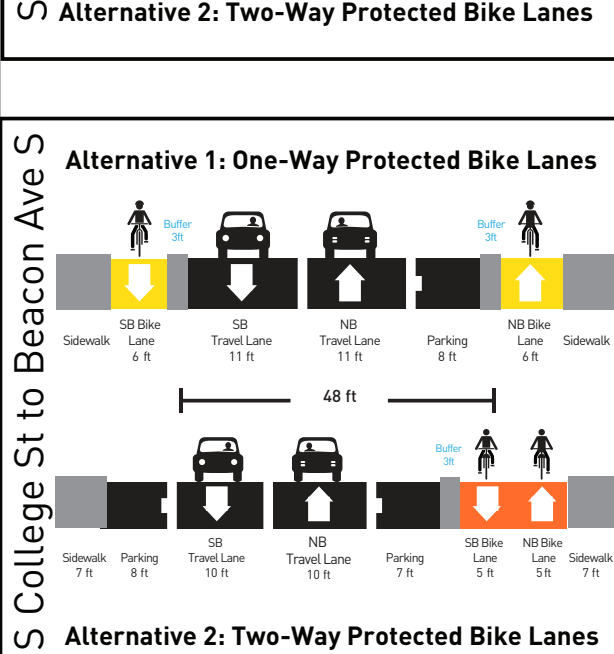 S Alternative 2: Two-Way Protected Bike Lanes
S College St to Beacon Ave S
Alternative 1: One-Way Protected Bike Lanes
Buffer
3ft
Buffer
3ft
Sidewalk
SB Bike
Lane
6 ft
SB
Travel Lane
11 ft
NB
Travel Lane
11 ft
Parking
8 ft
NB Bike
Lane
6 ft
Sidewalk
48 ft
Buffer
3ft
Sidewalk
7 ft
Parking
8 ft
SB
Travel Lane
10 ft
NB
Travel Lane
10 ft
Parking
7 ft
SB Bike
Lane
5 ft
NB Bike
Lane
5 ft
Sidewalk
7 ft
Alternative 2: Two-Way Protected Bike Lanes